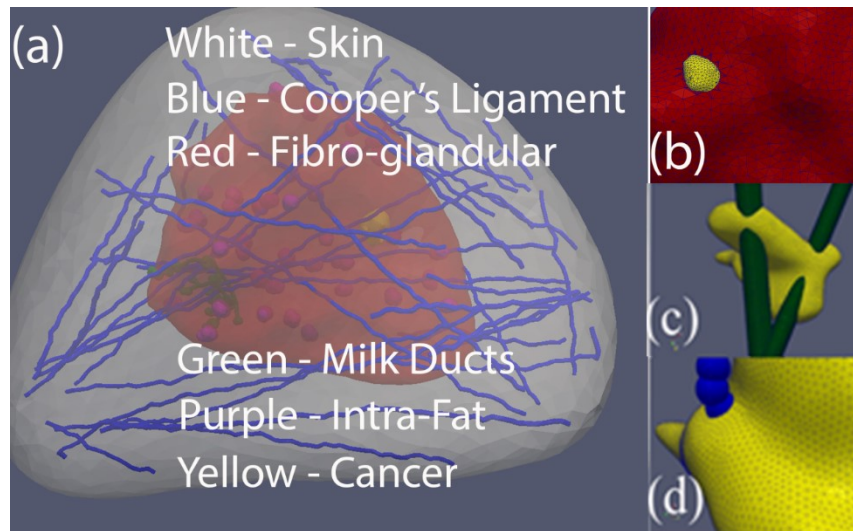 (a)
White - Skin
Blue - Cooper's Ligament
Red - Fibro-glandular
Green - Milk Ducts
Purple - Intra-Fat
Yellow - Cancer
(b)
(c)
(d)